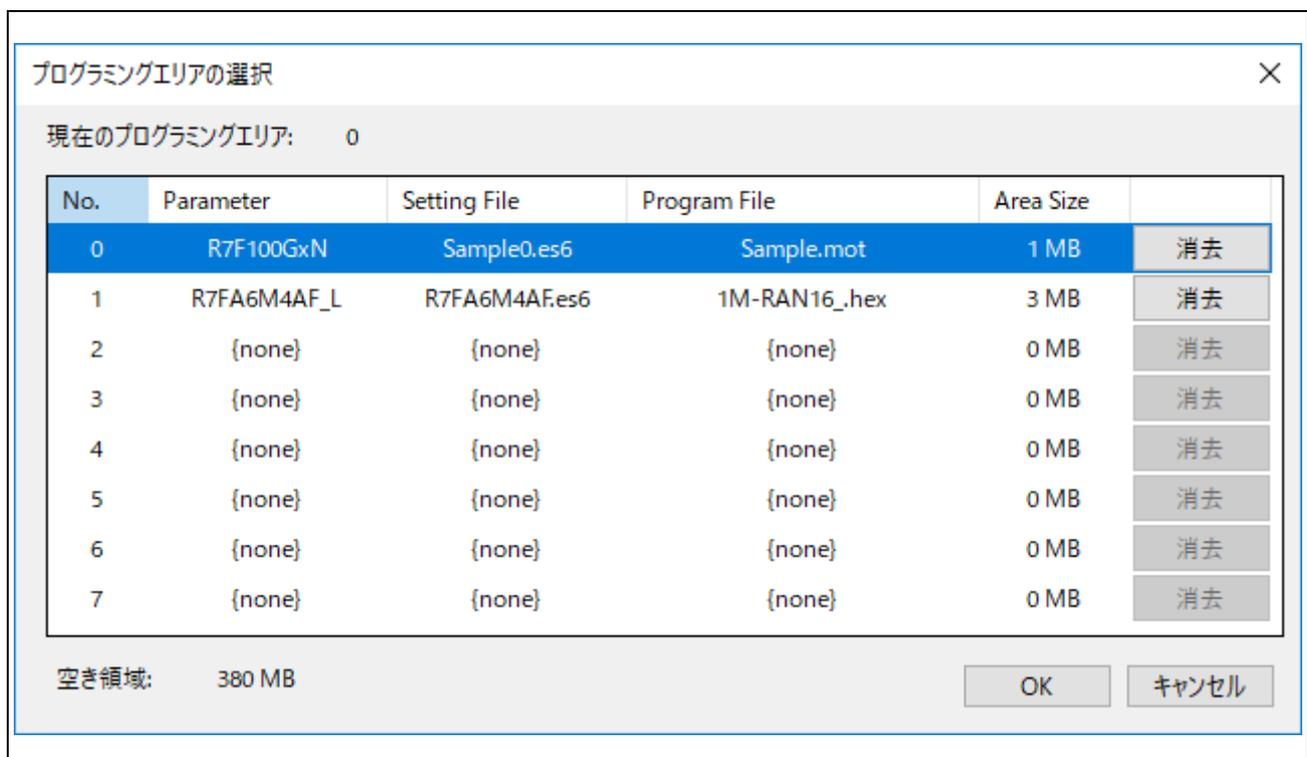 プログラミングエリアの選択
現在のプログラミングエリア: 0
No. Parameter Setting File Program File Area Size
0 R7F100GxN Sample0.es6 Sample.mot 1 MB 消去
1 R7FA6M4AF_L R7FA6M4AF.es6 1M-RAN16_.hex 3 MB 消去
2 {none} {none} {none} 0 MB 消去
3 {none} {none} {none} 0 MB 消去
4 {none} {none} {none} 0 MB 消去
5 {none} {none} {none} 0 MB 消去
6 {none} {none} {none} 0 MB 消去
7 {none} {none} {none} 0 MB 消去
空き領域: 380 MB OK キャンセル